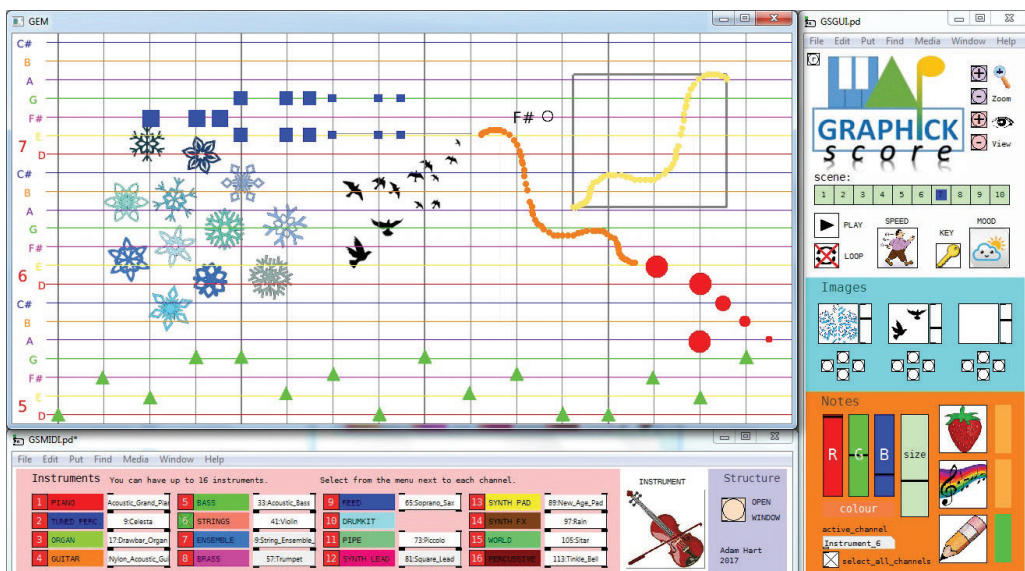 GEM
C#
B
A
G
F#
E
7
D
C#
B
A
G
F#
E
6
D
C#
B
A
G
F#
E
5
D
F#
GSMIDI.pd*
File Edit Put Find Media Window Help
Instruments You can have up to 16 instruments. Select from the menu next to each channel.
1 PIANO Acoustic_Grand_Pia 5 BASS 33:Acoustic_Bass 9 REED 65:Soprano_Sax 13 SYNTH PAD 89:New_Age_Pad
2 TUNED PERC 9:Celesta 6 STRINGS 41:Violin 10 DRUMKIT 14 SYNTH FX 97:Rain
3 ORGAN 17:Drawbar_Organ 7 ENSEMBLE 9:String_Ensemble_ 11 PIPE 73:Piccolo 15 WORLD 105:Sitar
4 GUITAR Nylon_Acoustic_Gui 8 BRASS 57:Trumpet 12 SYNTH LEAD 81:Square_Lead 16 PERCUSSIVE 113:Tinkle_Bell
INSTRUMENT
Structure
OPEN
WINDOW
Adam Hart
2017
GSGUI.pd
File Edit Put Find Media Window Help
r
GRAPHICK
score
Zoom
View
scene:
1 2 3 4 5 6 7 8 9 10
PLAY
LOOP
SPEED
KEY
MOOD
Images
Notes
R G B size
colour
active_channel
Instrument_6
select_all_channels